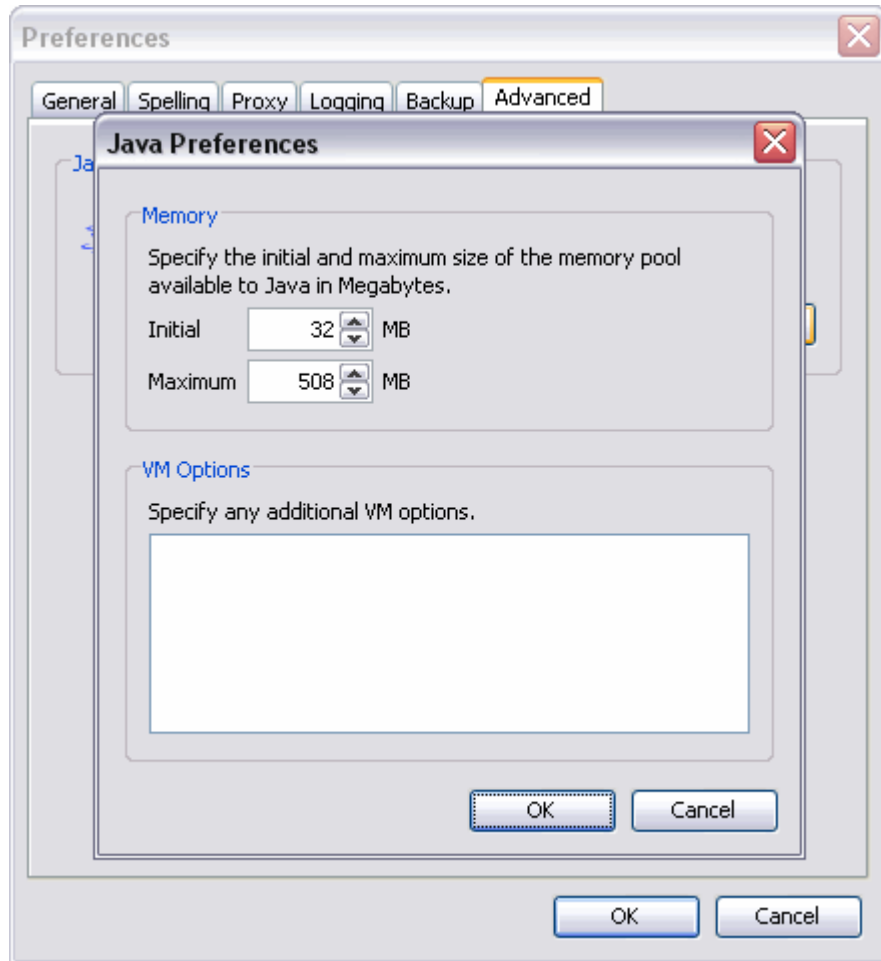 Preferences
General Spelling Proxy Logging Backup Advanced
Ja
Java Preferences
Memory
Specify the initial and maximum size of the memory pool
available to Java in Megabytes.
Initial 32 MB
Maximum 508 MB
VM Options
Specify any additional VM options.
OK Cancel
OK Cancel